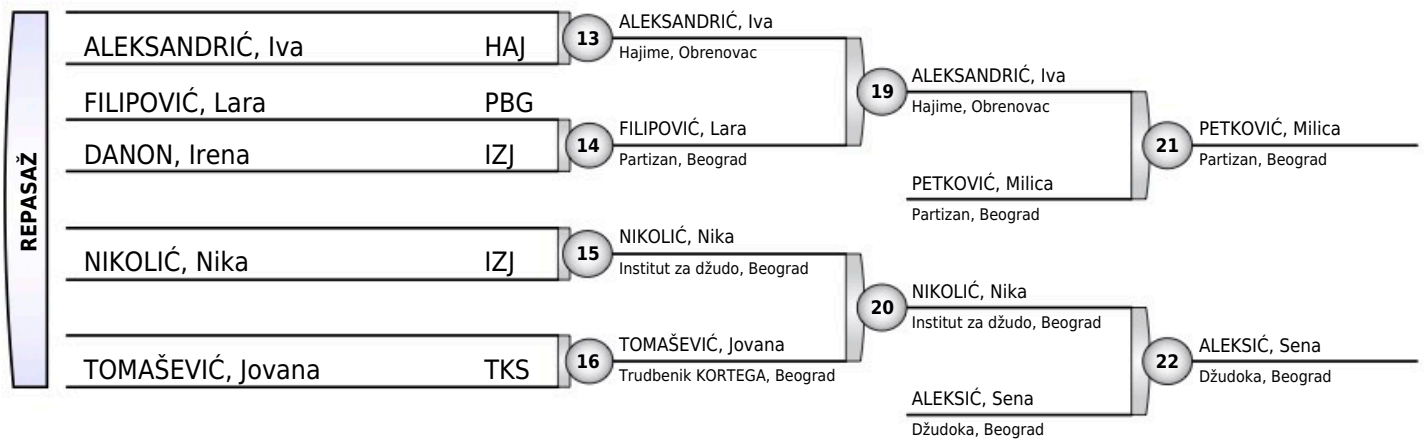 REPASAŽ
ALEKSANDRIĆ, Iva HAJ
FILIPOVIĆ, Lara PBG
DANON, Irena IZJ
NIKOLIĆ, Nika IZJ
TOMAŠEVIĆ, Jovana TKS
13
ALEKSANDRIĆ, Iva
Hajime, Obrenovac
14
FILIPOVIĆ, Lara
Partizan, Beograd
15
NIKOLIĆ, Nika
Institut za džudo, Beograd
16
TOMAŠEVIĆ, Jovana
Trudbenik KORTEGA, Beograd
19
ALEKSANDRIĆ, Iva
Hajime, Obrenovac
PETKOVIĆ, Milica
Partizan, Beograd
20
NIKOLIĆ, Nika
Institut za džudo, Beograd
ALEKSIĆ, Sena
Džudoka, Beograd
21
PETKOVIĆ, Milica
Partizan, Beograd
22
ALEKSIĆ, Sena
Džudoka, Beograd